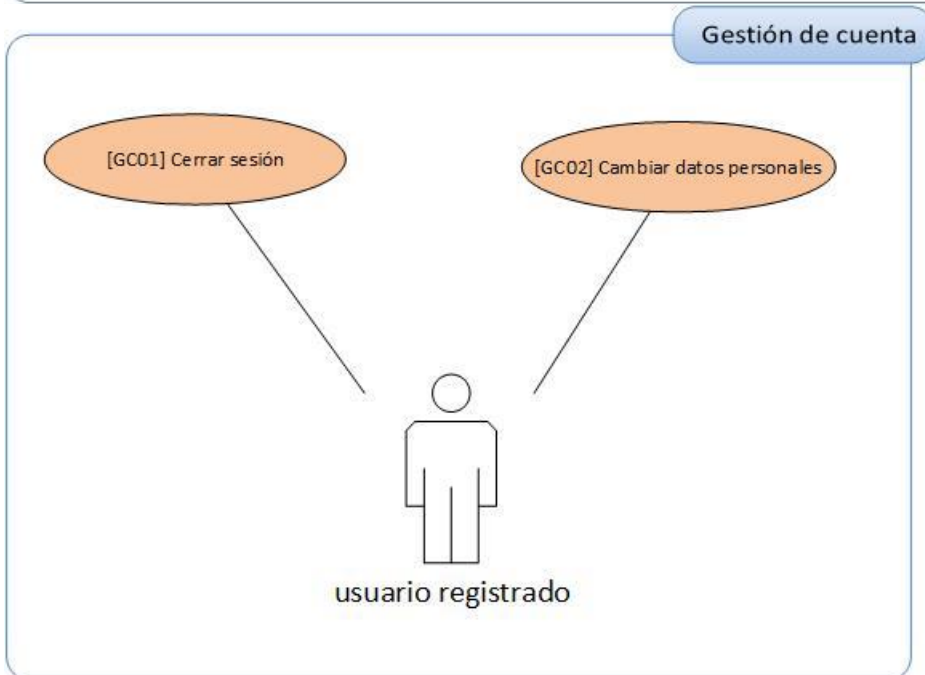 Gestión de cuenta
[GC01] Cerrar sesión
[GC02] Cambiar datos personales
usuario registrado